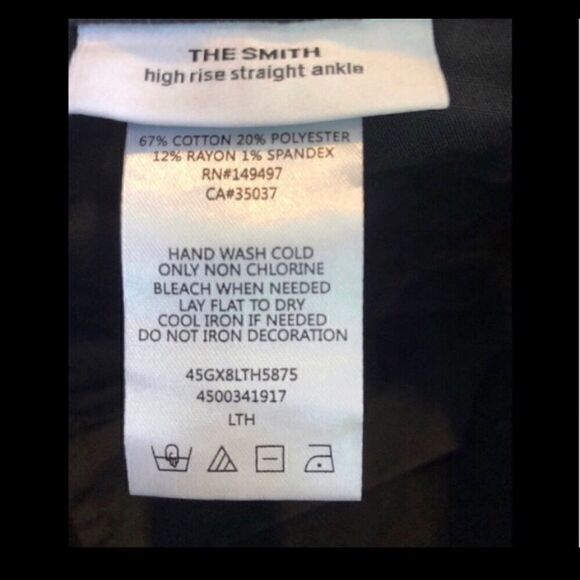 THE SMITH
high rise straight ankle
67% COTTON 20% POLYESTER
12% RAYON 1% SPANDEX
RN#149497
CA#35037
HAND WASH COLD
ONLY NON CHLORINE
BLEACH WHEN NEEDED
LAY FLAT TO DRY
COOL IRON IF NEEDED
DO NOT IRON DECORATION
45GX8LTH5875
4500341917
LTH